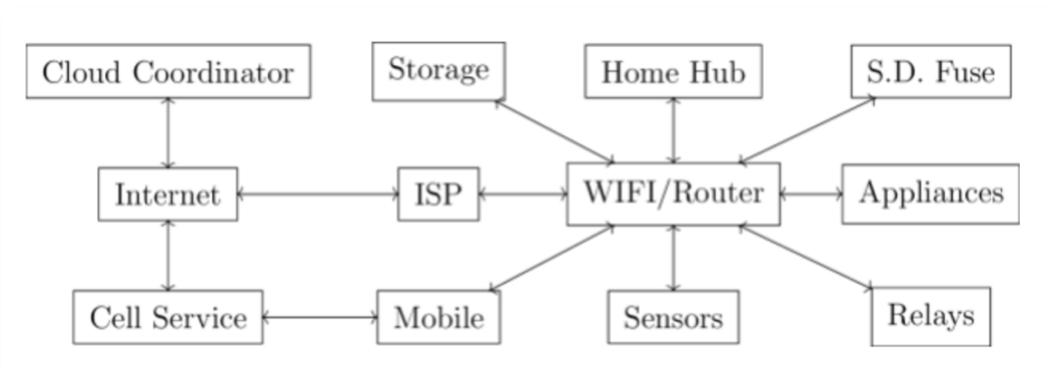 Cloud Coordinator
Storage
Home Hub
S.D. Fuse
Internet
ISP
WIFI/Router
Appliances
Cell Service
Mobile
Sensors
Relays